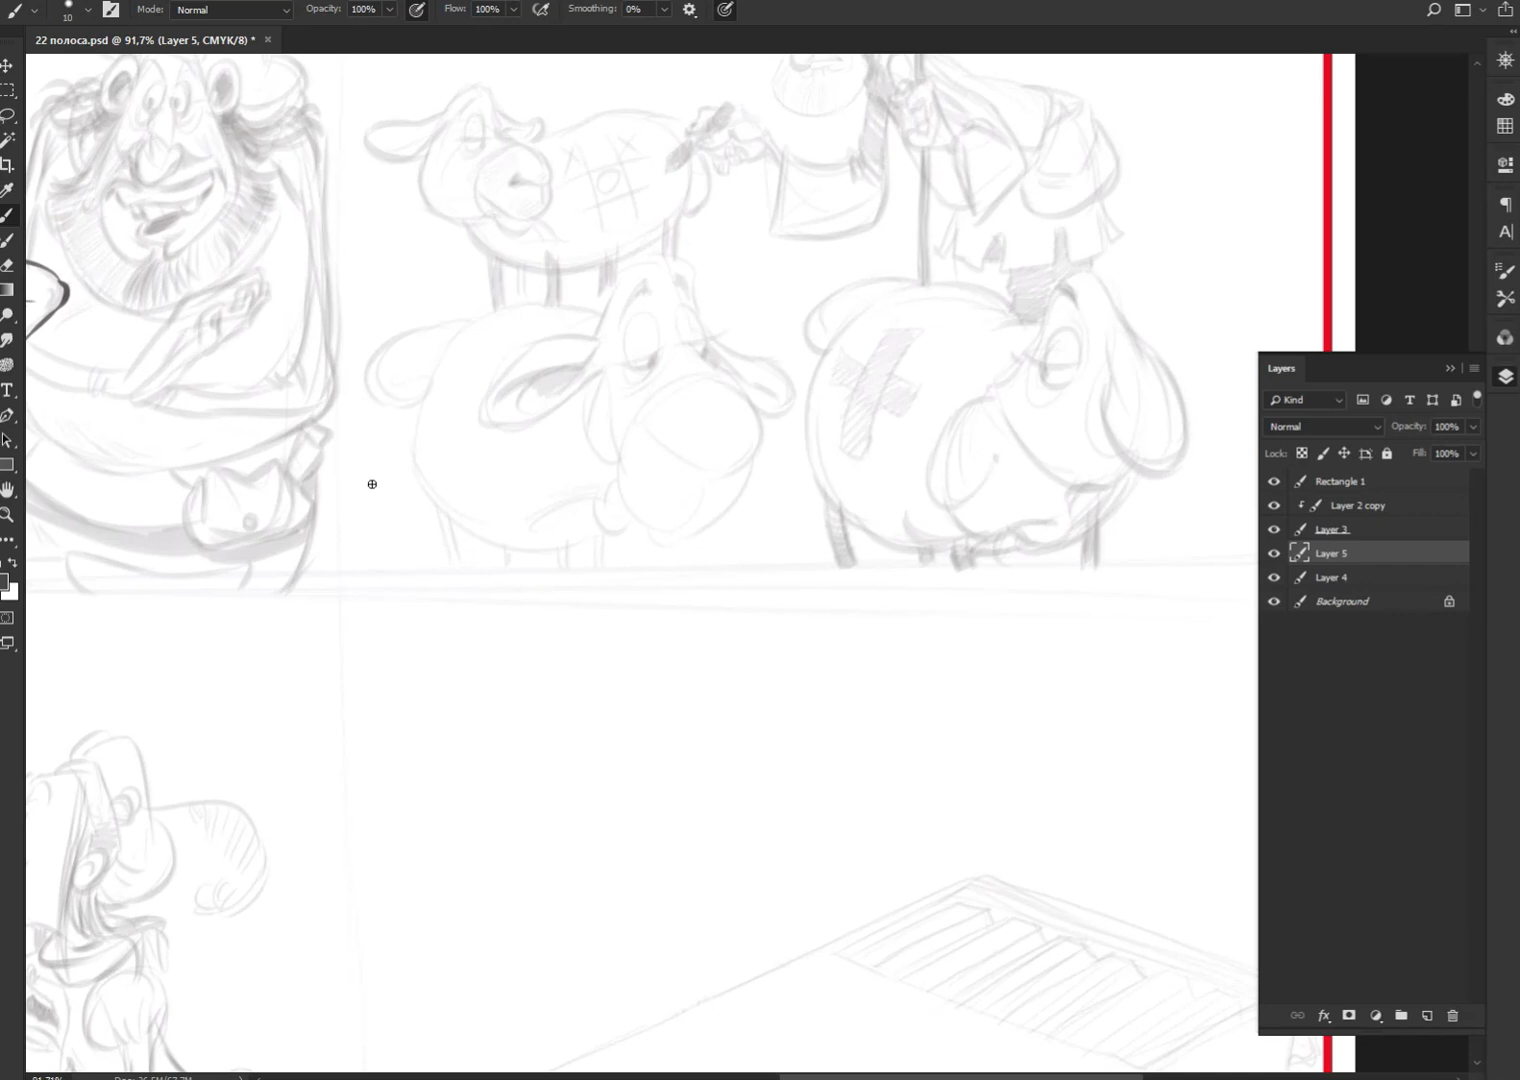 10 Mode: Normal Opacity: 100% Flow: 100% Smoothing: 0%
22 полоса.psd @ 91,7% (Layer 5, CMYK/8) *
Layers
Kind
Normal Opacity: 100%
Lock: Fill: 100%
Rectangle 1
Layer 2 copy
Layer 3
Layer 5
Layer 4
Background